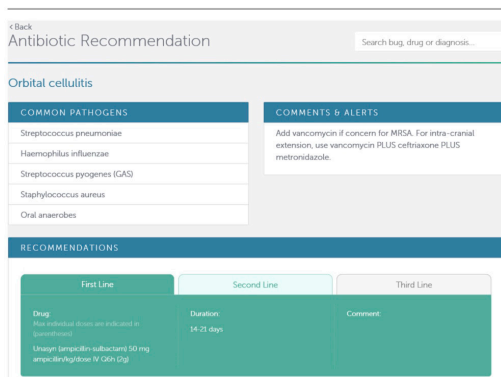 < Back
Antibiotic Recommendation
Search bug, drug or diagnosis...
Orbital cellulitis
COMMON PATHOGENS
Streptococcus pneumoniae
Haemophilus influenzae
Streptococcus pyogenes (GAS)
Staphylococcus aureus
Oral anaerobes
COMMENTS & ALERTS
Add vancomycin if concern for MRSA. For intra-cranial
extension, use vancomycin PLUS ceftriaxone PLUS
metronidazole.
RECOMMENDATIONS
First Line
Second Line
Third Line
Drug:
Max individual doses are indicated in
(parentheses)
Unasyn (ampicillin-sulbactam) 50 mg
ampicillin/kg/dose IV Q6h (2g)
Duration:
14-21 days
Comment: